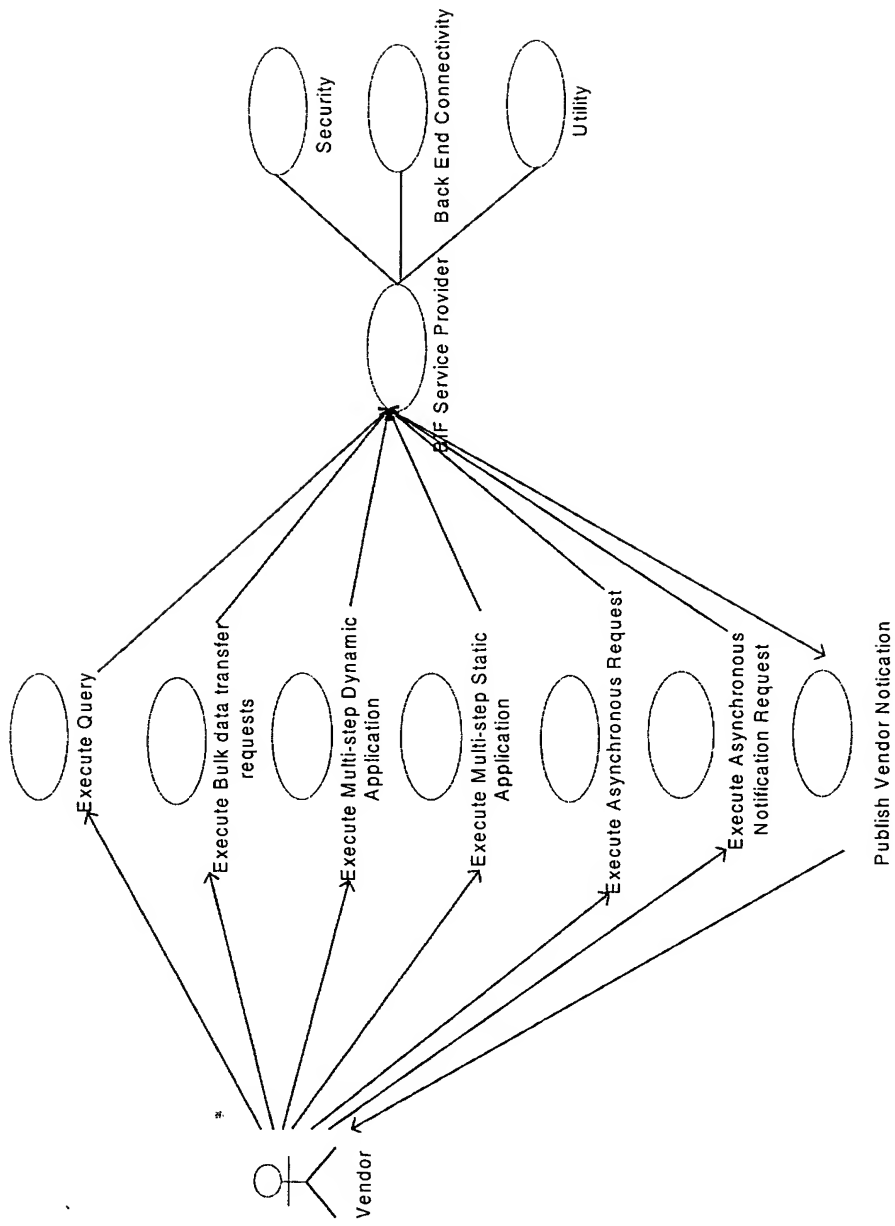 Vendor
Execute Query
Execute Bulk data transfer
requests
Execute Multi-step Dynamic
Application
Execute Multi-step Static
Application
Execute Asynchronous Request
Execute Asynchronous
Notification Request
Publish Vendor Notication
Service Provider
Security
Back End Connectivity
Utility